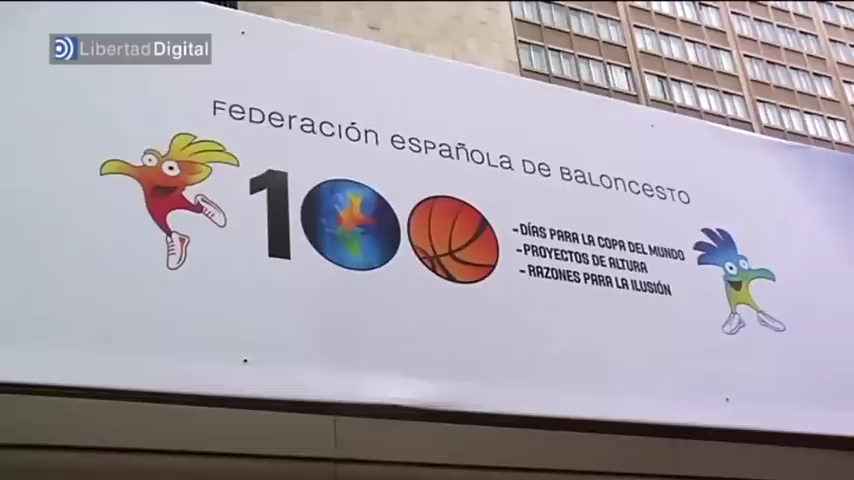 Libertad Digital
Federación española de baloncesto
100
-DÍAS PARA LA COPA DEL MUNDO
-PROYECTOS DE ALTURA
-RAZONES PARA LA ILUSIÓN